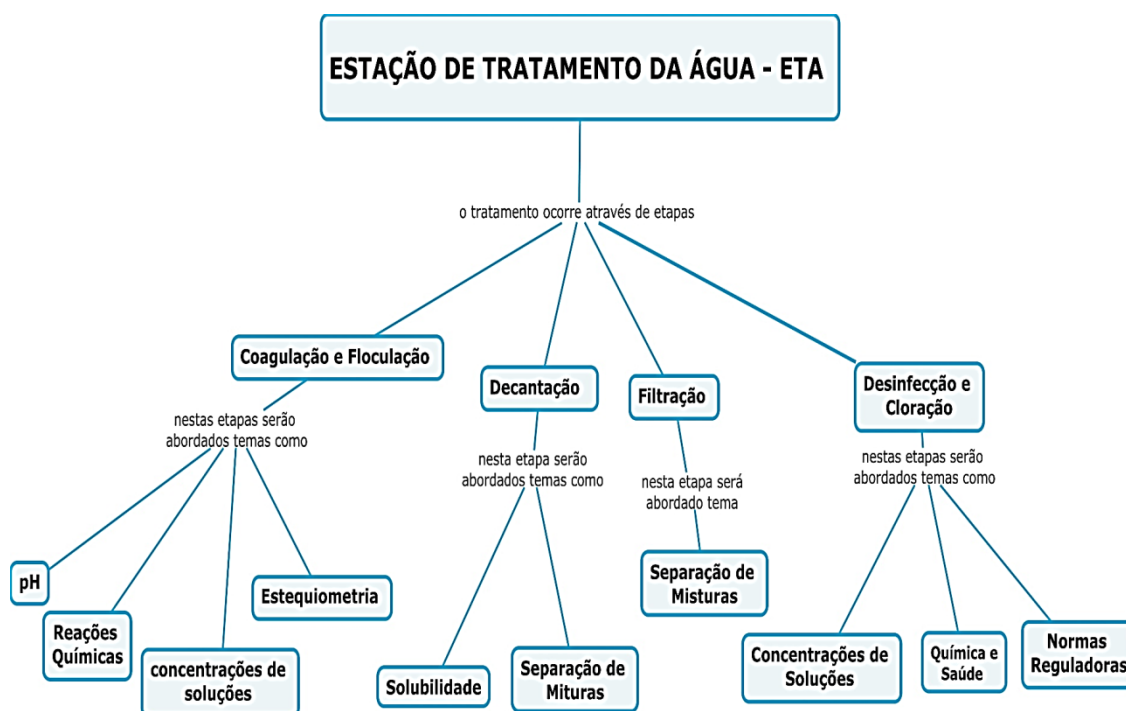 ESTAÇÃO DE TRATAMENTO DA ÁGUA - ETA
o tratamento ocorre através de etapas
Coagulação e Floculação
nestas etapas serão
abordados temas como
pH
Reações
Químicas
concentrações de
soluções
Estequiometria
Decantação
nesta etapa serão
abordados temas como
Solubilidade
Separação de
Mituras
Filtração
nesta etapa será
abordado tema
Separação de
Misturas
Desinfecção e
Cloração
nestas etapas serão
abordados temas como
Concentrações de
Soluções
Química e
Saúde
Normas
Reguladoras